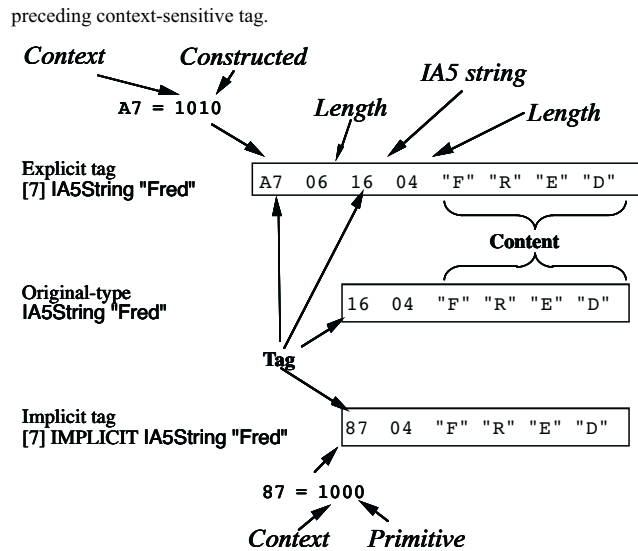 preceding context-sensitive tag.
Context Constructed
IA5 string
A7 = 1010
Length
Length
Explicit tag
[7] IA5String "Fred"
A7 06 16 04 "F" "R" "E" "D"
Content
Original-type
IA5String "Fred"
16 04 "F" "R" "E" "D"
Tag
Implicit tag
[7] IMPLICIT IA5String "Fred"
87 04 "F" "R" "E" "D"
87 = 1000
Context Primitive